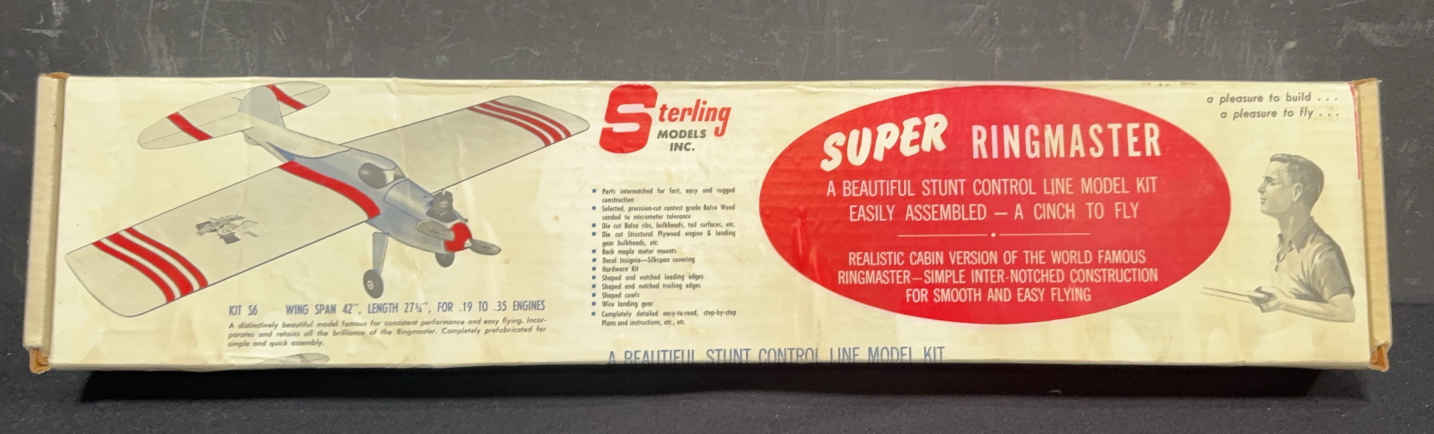 Sterling
MODELS
INC.
KIT S6 WING SPAN 42", LENGTH 27¾", FOR .19 TO .35 ENGINES
A distinctively beautiful model famous for consistent performance and easy flying. Incor-
porates and retains all the brilliance of the Ringmaster. Completely prefabricated for
simple and quick assembly.
* Parts intermatched for fast, easy and rugged
construction
* Selected, precision-cut contest grade Balsa Wood
sanded to micrometer tolerance
* Die cut Balsa ribs, bulkheads, tail surfaces, etc.
* Die cut Structural Plywood engine & landing
gear bulkheads, etc.
* Rock maple motor mounts
* Decal Insignia—Silkspan covering
* Hardware Kit
* Shaped and notched leading edges
* Shaped and notched trailing edges
* Shaped cowls
* Wire landing gear
* Completely detailed easy-to-read, step-by-step
Plans and instructions, etc., etc.
SUPER RINGMASTER
A BEAUTIFUL STUNT CONTROL LINE MODEL KIT
EASILY ASSEMBLED — A CINCH TO FLY
REALISTIC CABIN VERSION OF THE WORLD FAMOUS
RINGMASTER—SIMPLE INTER-NOTCHED CONSTRUCTION
FOR SMOOTH AND EASY FLYING
a pleasure to build . . .
a pleasure to fly . . .
A BEAUTIFUL STUNT CONTROL LINE MODEL KIT